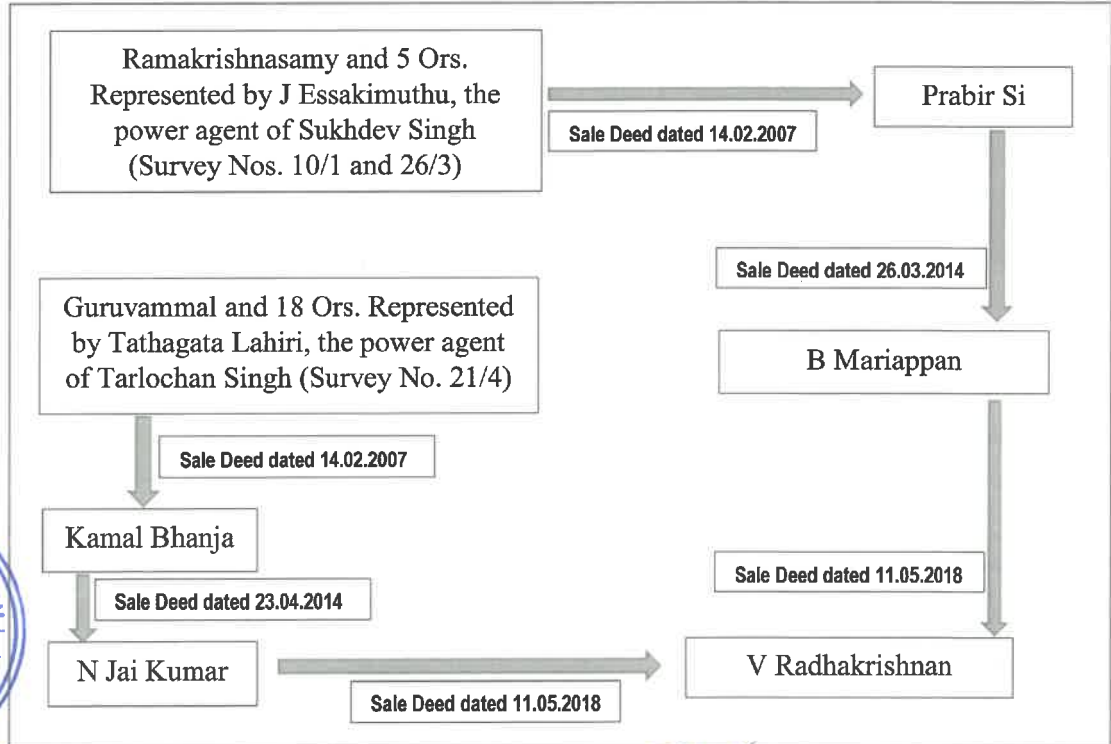 Ramakrishnasamy and 5 Ors.
Represented by J Essakimuthu, the
power agent of Sukhdev Singh
(Survey Nos. 10/1 and 26/3)
Sale Deed dated 14.02.2007
Prabir Si
Sale Deed dated 26.03.2014
B Mariappan
Guruvammal and 18 Ors. Represented
by Tathagata Lahiri, the power agent
of Tarlochan Singh (Survey No. 21/4)
Sale Deed dated 14.02.2007
Kamal Bhanja
Sale Deed dated 23.04.2014
N Jai Kumar
Sale Deed dated 11.05.2018
Sale Deed dated 11.05.2018
V Radhakrishnan